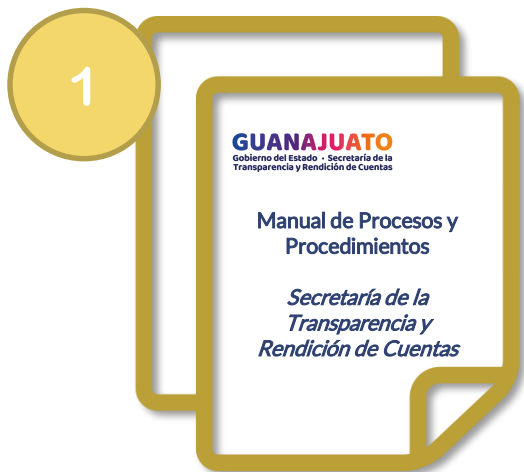 1
GUANAJUATO
Gobierno del Estado · Secretaría de la
Transparencia y Rendición de Cuentas
Manual de Procesos y
Procedimientos
Secretaría de la
Transparencia y
Rendición de Cuentas